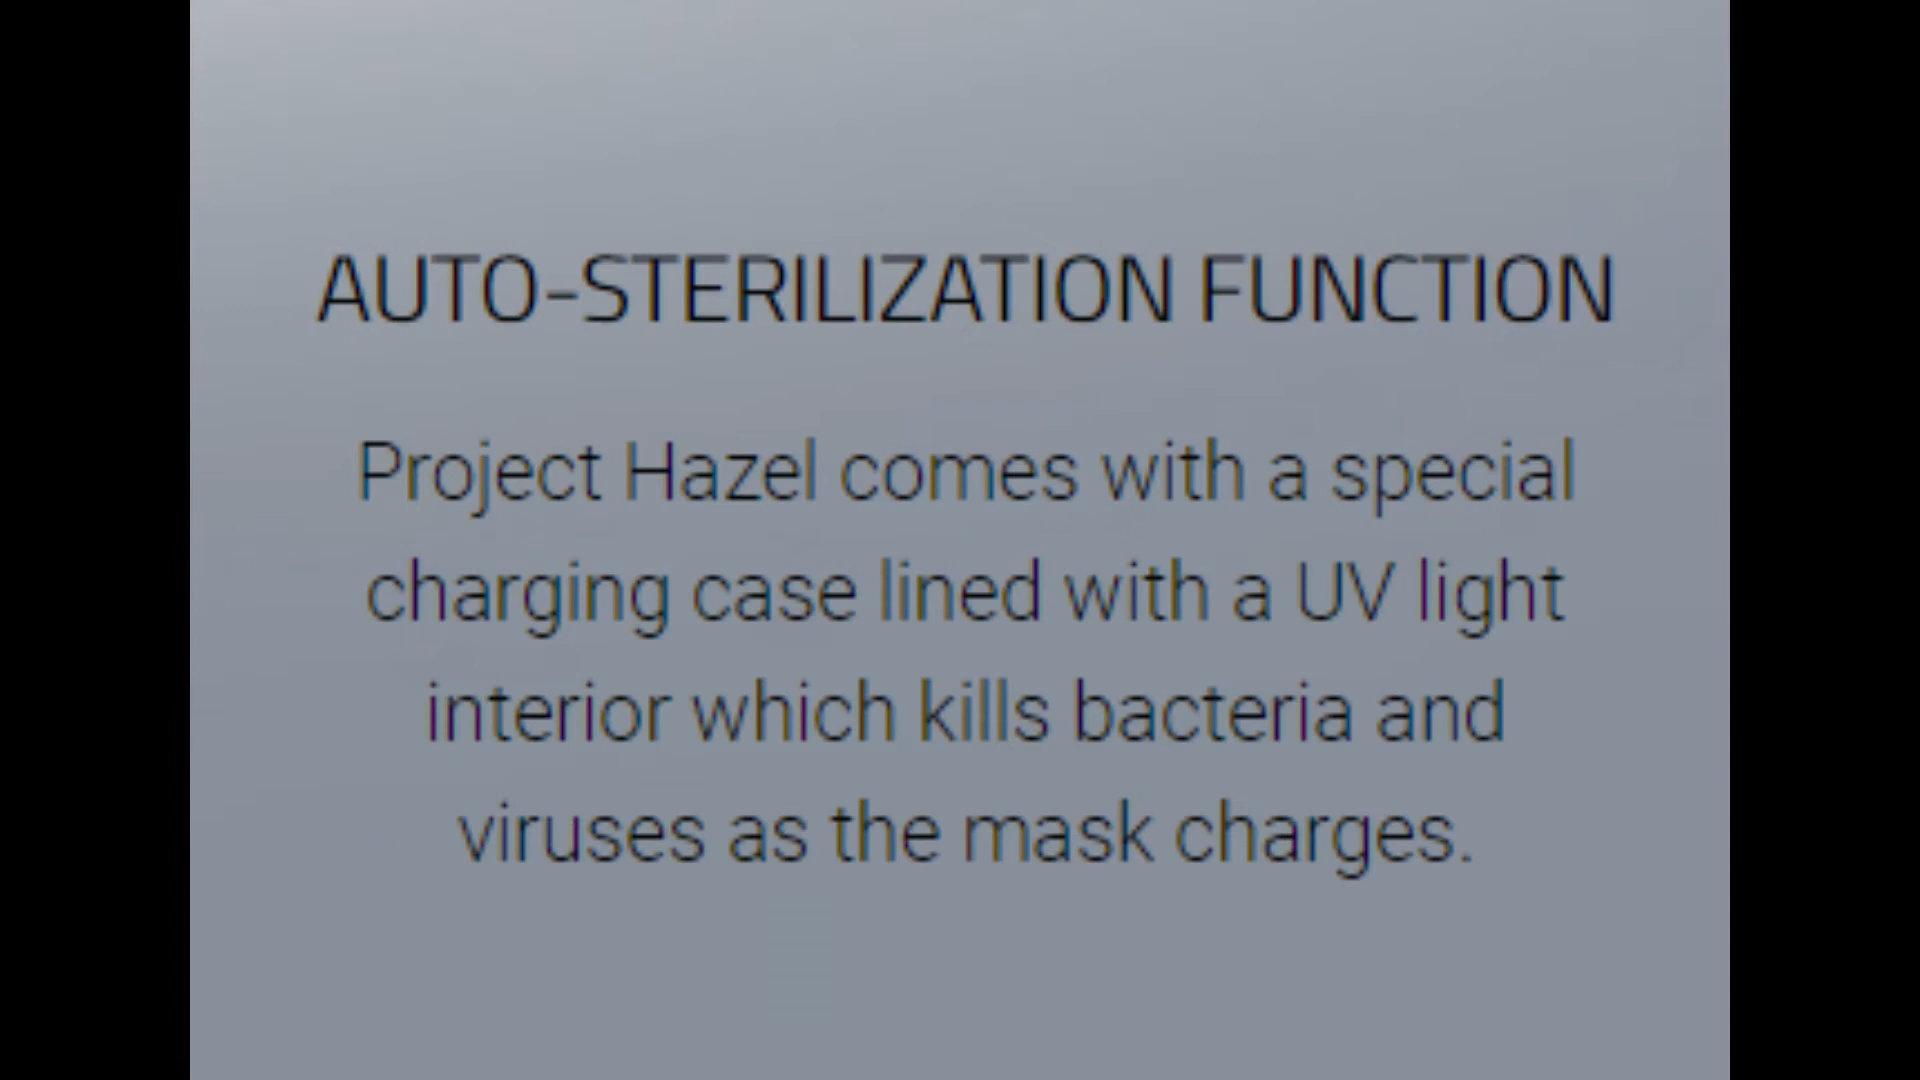 AUTO-STERILIZATION FUNCTION
Project Hazel comes with a special
charging case lined with a UV light
interior which kills bacteria and
viruses as the mask charges.